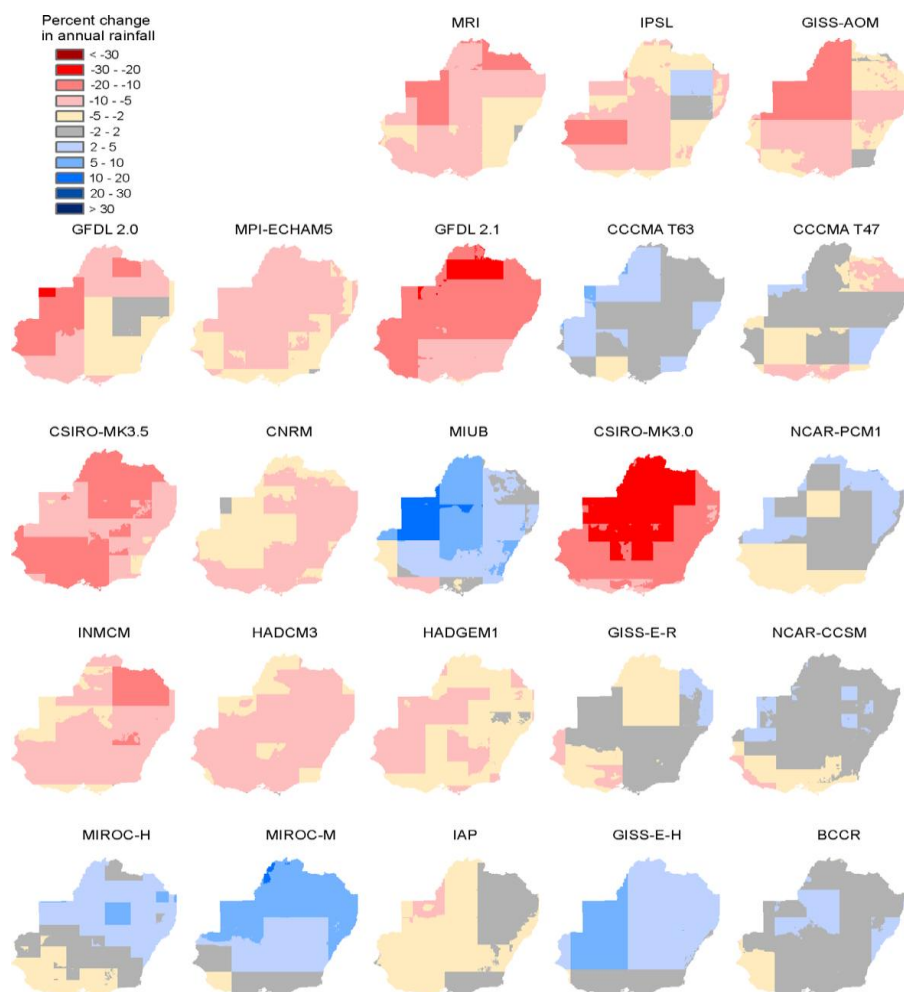 Percent change
in annual rainfall
< -30
-30 - -20
-20 - -10
-10 - -5
-5 - -2
-2 - 2
2 - 5
5 - 10
10 - 20
20 - 30
> 30
MRI
IPSL
GISS-AOM
GFDL 2.0
MPI-ECHAM5
GFDL 2.1
CCCMA T63
CCCMA T47
CSIRO-MK3.5
CNRM
MIUB
CSIRO-MK3.0
NCAR-PCM1
INMCM
HADCM3
HADGEM1
GISS-E-R
NCAR-CCSM
MIROC-H
MIROC-M
IAP
GISS-E-H
BCCR